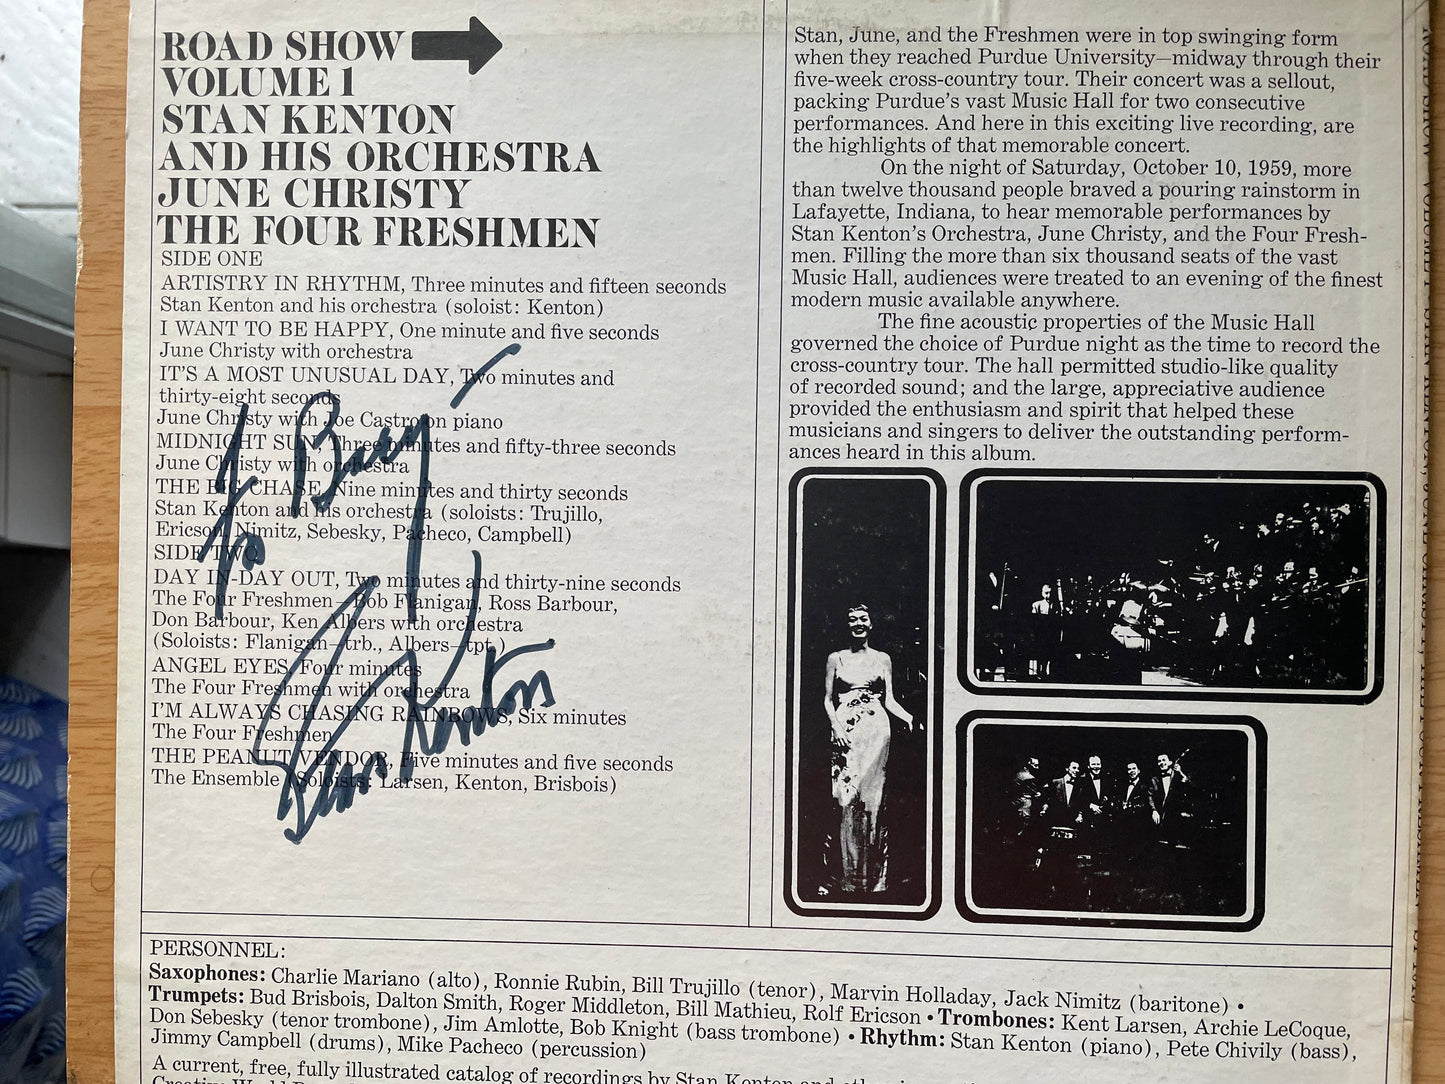 ROAD SHOW
VOLUME 1
STAN KENTON
AND HIS ORCHESTRA
JUNE CHRISTY
THE FOUR FRESHMEN
SIDE ONE
ARTISTRY IN RHYTHM, Three minutes and fifteen seconds
Stan Kenton and his orchestra (soloist: Kenton)
I WANT TO BE HAPPY, One minute and five seconds
June Christy with orchestra
IT'S A MOST UNUSUAL DAY, Two minutes and
thirty-eight seconds
June Christy with Joe Castro on piano
MIDNIGHT SUN, Three minutes and fifty-three seconds
June Christy with orchestra
THE BIG CHASE, Nine minutes and thirty seconds
Stan Kenton and his orchestra (soloists: Trujillo,
Ericson, Nimitz, Sebesky, Pacheco, Campbell)
SIDE TWO
DAY IN-DAY OUT, Two minutes and thirty-nine seconds
The Four Freshmen—Bob Flanigan, Ross Barbour,
Don Barbour, Ken Albers with orchestra
(Soloists: Flanigan—trb., Albers—tpt.)
ANGEL EYES, Four minutes
The Four Freshmen with orchestra
I'M ALWAYS CHASING RAINBOWS, Six minutes
The Four Freshmen
THE PEANUT VENDOR, Five minutes and five seconds
The Ensemble (Soloists: Larsen, Kenton, Brisbois)
To
Kenton
Stan, June, and the Freshmen were in top swinging form
when they reached Purdue University—midway through their
five-week cross-country tour. Their concert was a sellout,
packing Purdue's vast Music Hall for two consecutive
performances. And here in this exciting live recording, are
the highlights of that memorable concert.
On the night of Saturday, October 10, 1959, more
than twelve thousand people braved a pouring rainstorm in
Lafayette, Indiana, to hear memorable performances by
Stan Kenton's Orchestra, June Christy, and the Four Fresh-
men. Filling the more than six thousand seats of the vast
Music Hall, audiences were treated to an evening of the finest
modern music available anywhere.
The fine acoustic properties of the Music Hall
governed the choice of Purdue night as the time to record the
cross-country tour. The hall permitted studio-like quality
of recorded sound; and the large, appreciative audience
provided the enthusiasm and spirit that helped these
musicians and singers to deliver the outstanding perform-
ances heard in this album.
PERSONNEL:
Saxophones: Charlie Mariano (alto), Ronnie Rubin, Bill Trujillo (tenor), Marvin Holladay, Jack Nimitz (baritone) •
Trumpets: Bud Brisbois, Dalton Smith, Roger Middleton, Bill Mathieu, Rolf Ericson • Trombones: Kent Larsen, Archie LeCoque,
Don Sebesky (tenor trombone), Jim Amlotte, Bob Knight (bass trombone) • Rhythm: Stan Kenton (piano), Pete Chivily (bass),
Jimmy Campbell (drums), Mike Pacheco (percussion)
A current, free, fully illustrated catalog of recordings by Stan Kenton and